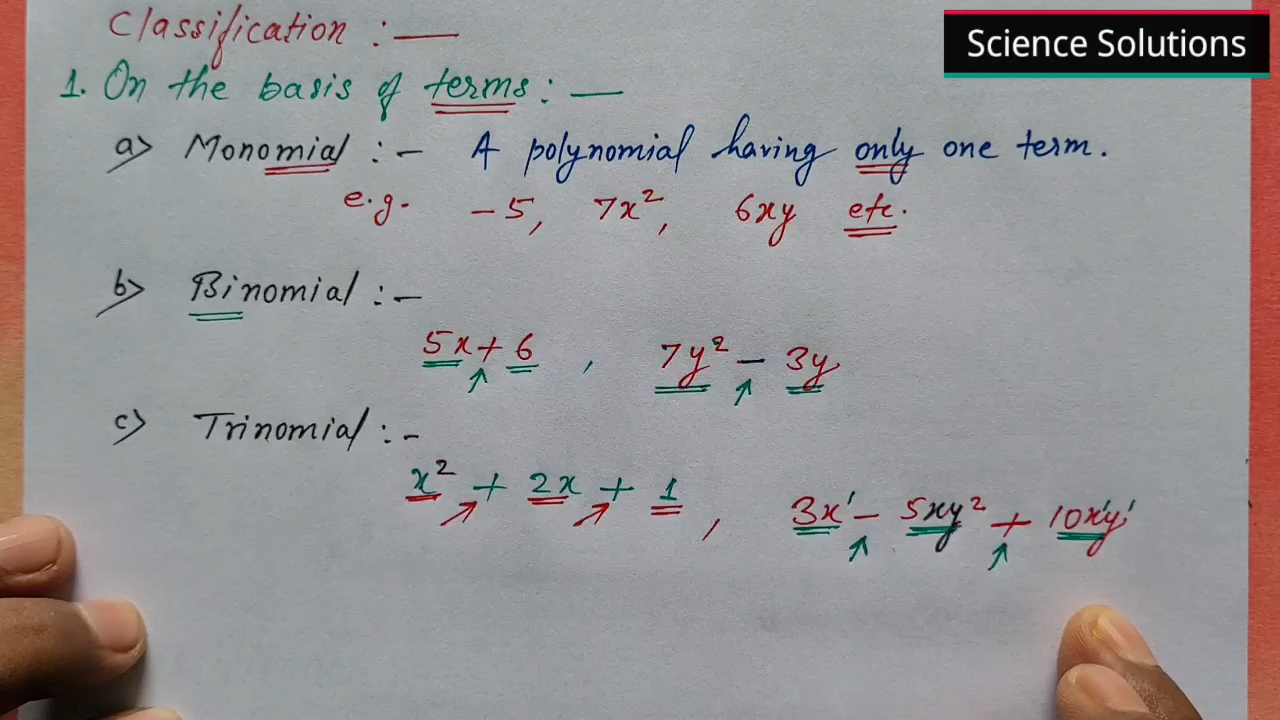 Classification :—
Science Solutions
1. On the basis of terms : —
a) Monomial :- A polynomial having only one term.
e.g. -5, 7x², 6xy etc.
b) Binomial :-
5x + 6 , 7y² - 3y
c) Trinomial :-
x² + 2x + 1 , 3x¹ - 5xy² + 10x¹y¹